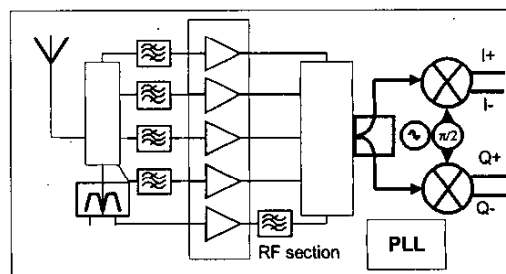 I+
I-
π/2
Q+
Q-
RF section
PLL